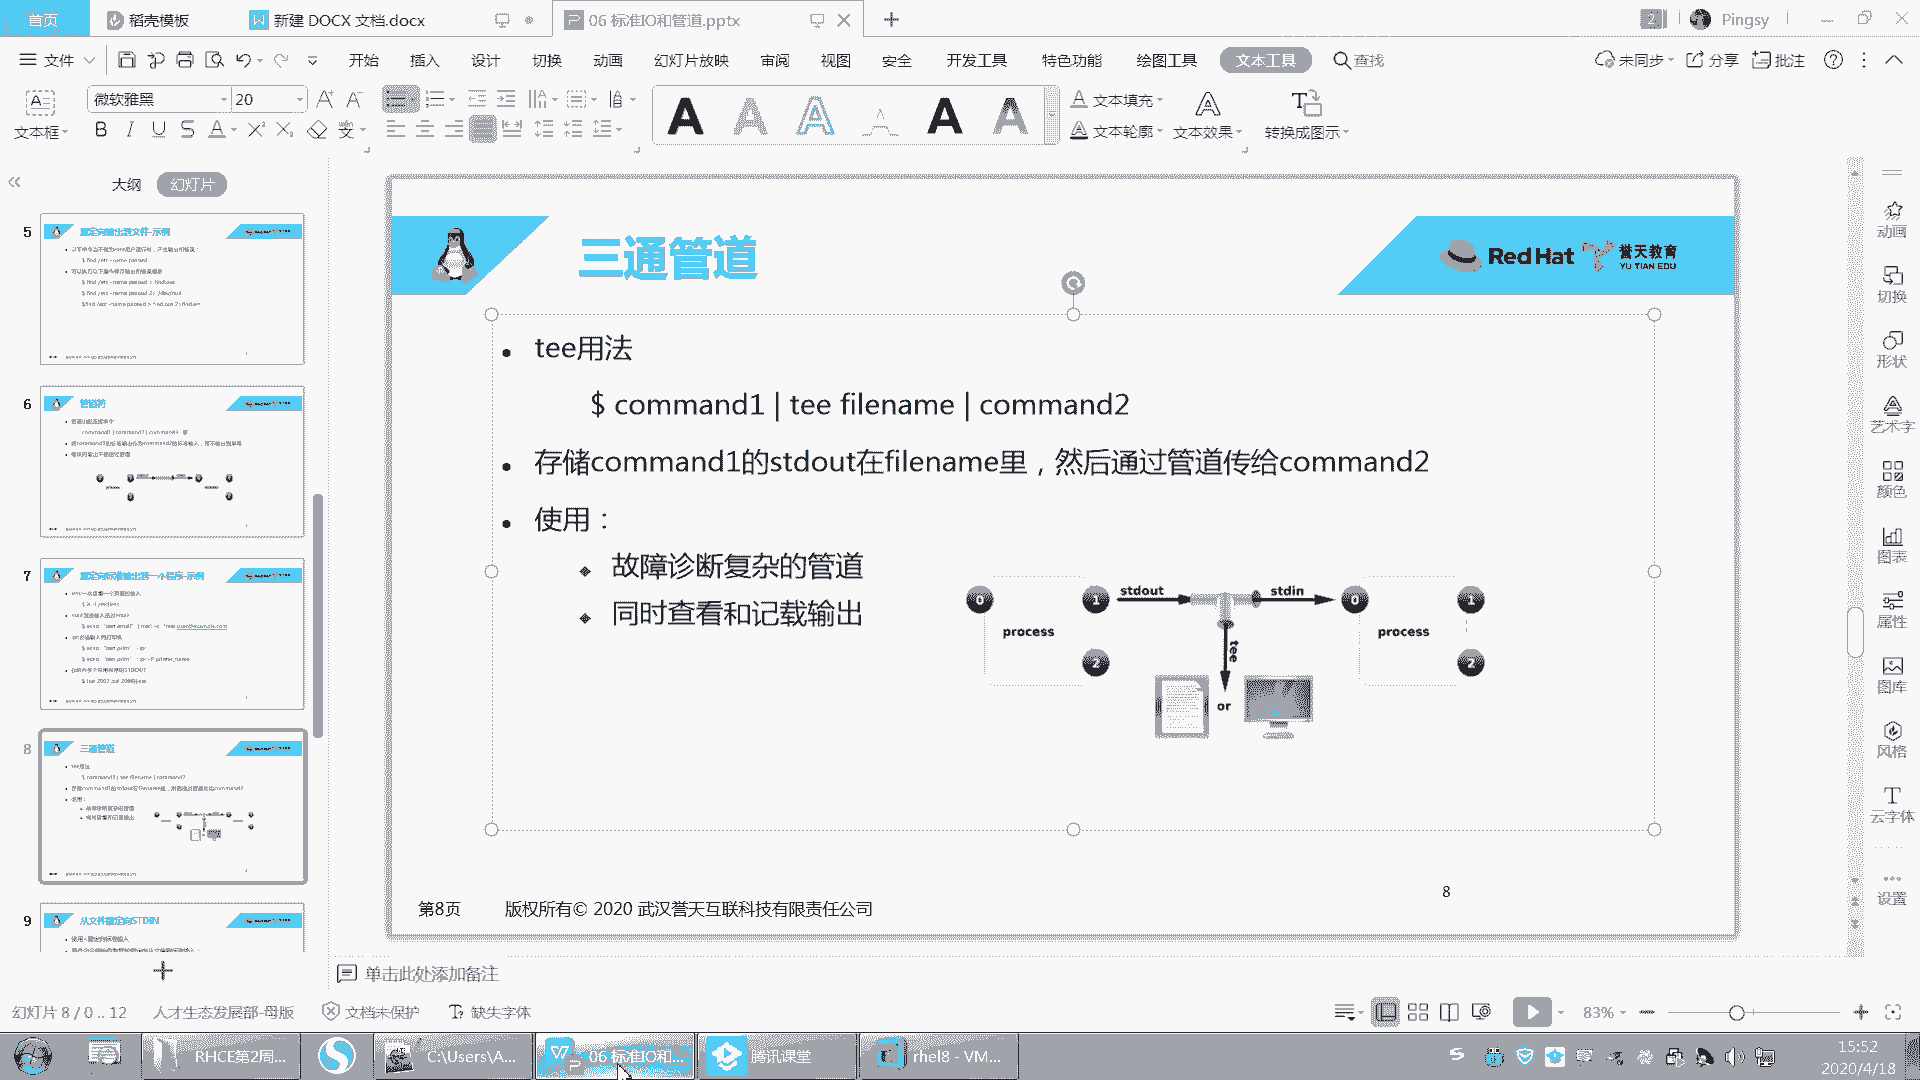 首页 稻壳模板 新建 DOCX 文档.docx 06 标准IO和管道.pptx 2 Pingsy
文件 开始 插入 设计 切换 动画 幻灯片放映 审阅 视图 安全 开发工具 特色功能 绘图工具 文本工具 查找 未同步 分享 批注
文本框 微软雅黑 20 文本填充 文本轮廓 文本效果 转换成图示
大纲 幻灯片
5 重定向输出到文件-示例
6 管道符
7 重定向标准输出到一个程序-示例
8 三通管道
9 从文件重定向STDIN
三通管道
Red Hat 誉天教育
YU TIAN EDU
• tee用法
$ command1 | tee filename | command2
• 存储command1的stdout在filename里，然后通过管道传给command2
• 使用：
故障诊断复杂的管道
同时查看和记载输出
0 1 stdout stdin 0 1
process tee process
2 2
or
8
第8页 版权所有© 2020 武汉誉天互联科技有限责任公司
动画
切换
形状
艺术字
颜色
图表
属性
图库
风格
云字体
设置
单击此处添加备注
幻灯片 8 / 0 .. 12 人才生态发展部-母版 文档未保护 缺失字体 83%
RHCE第2周... C:\Users\A... 06 标准IO和... 腾讯课堂 rhel8 - VM...
15:52
2020/4/18